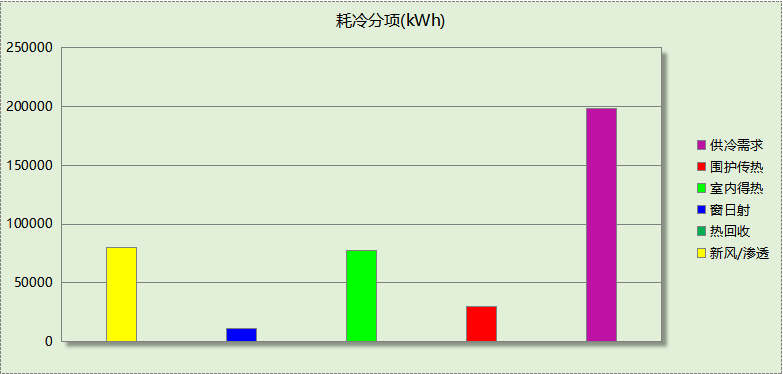 耗冷分项(kWh)
250000
200000
150000
100000
50000
0
供冷需求
围护传热
室内得热
窗日射
热回收
新风/渗透